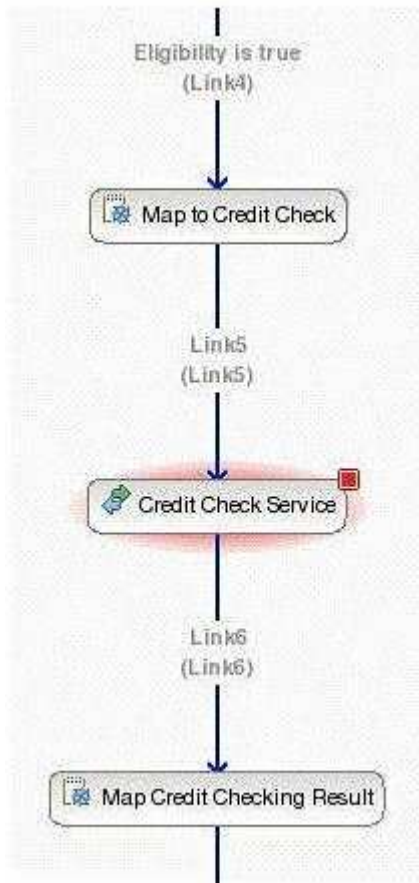 Eligibility is true
(Link4)
Map to Credit Check
Link5
(Link5)
Credit Check Service
Link6
(Link6)
Map Credit Checking Result